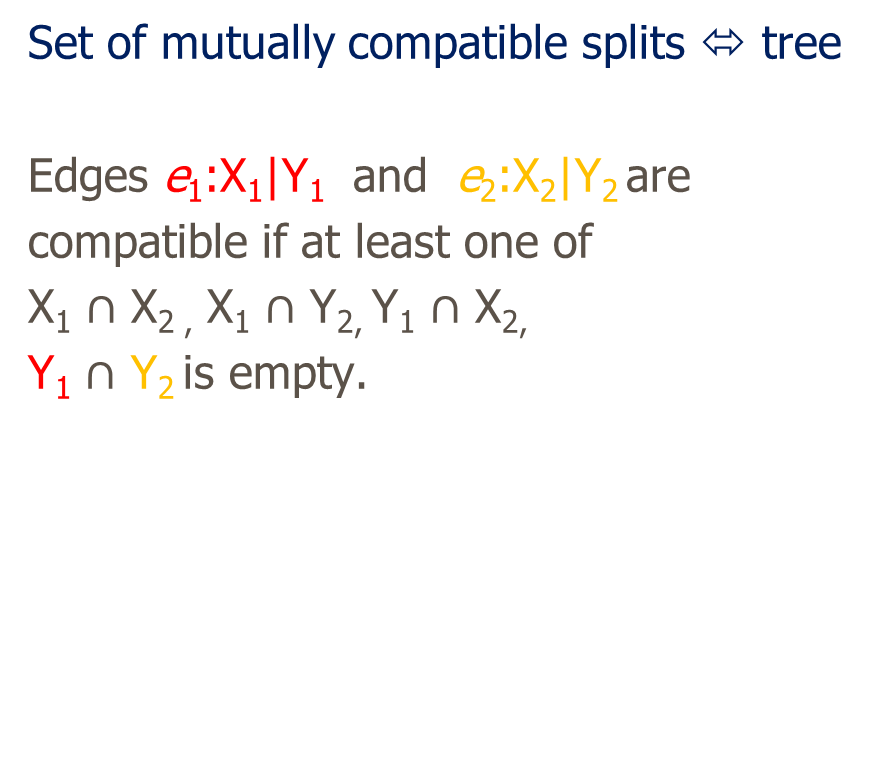 Set of mutually compatible splits ⬄ tree
Edges e₁:X₁|Y₁ and e₂:X₂|Y₂ are
compatible if at least one of
X₁ ∩ X₂ , X₁ ∩ Y₂, Y₁ ∩ X₂,
Y₁ ∩ Y₂ is empty.